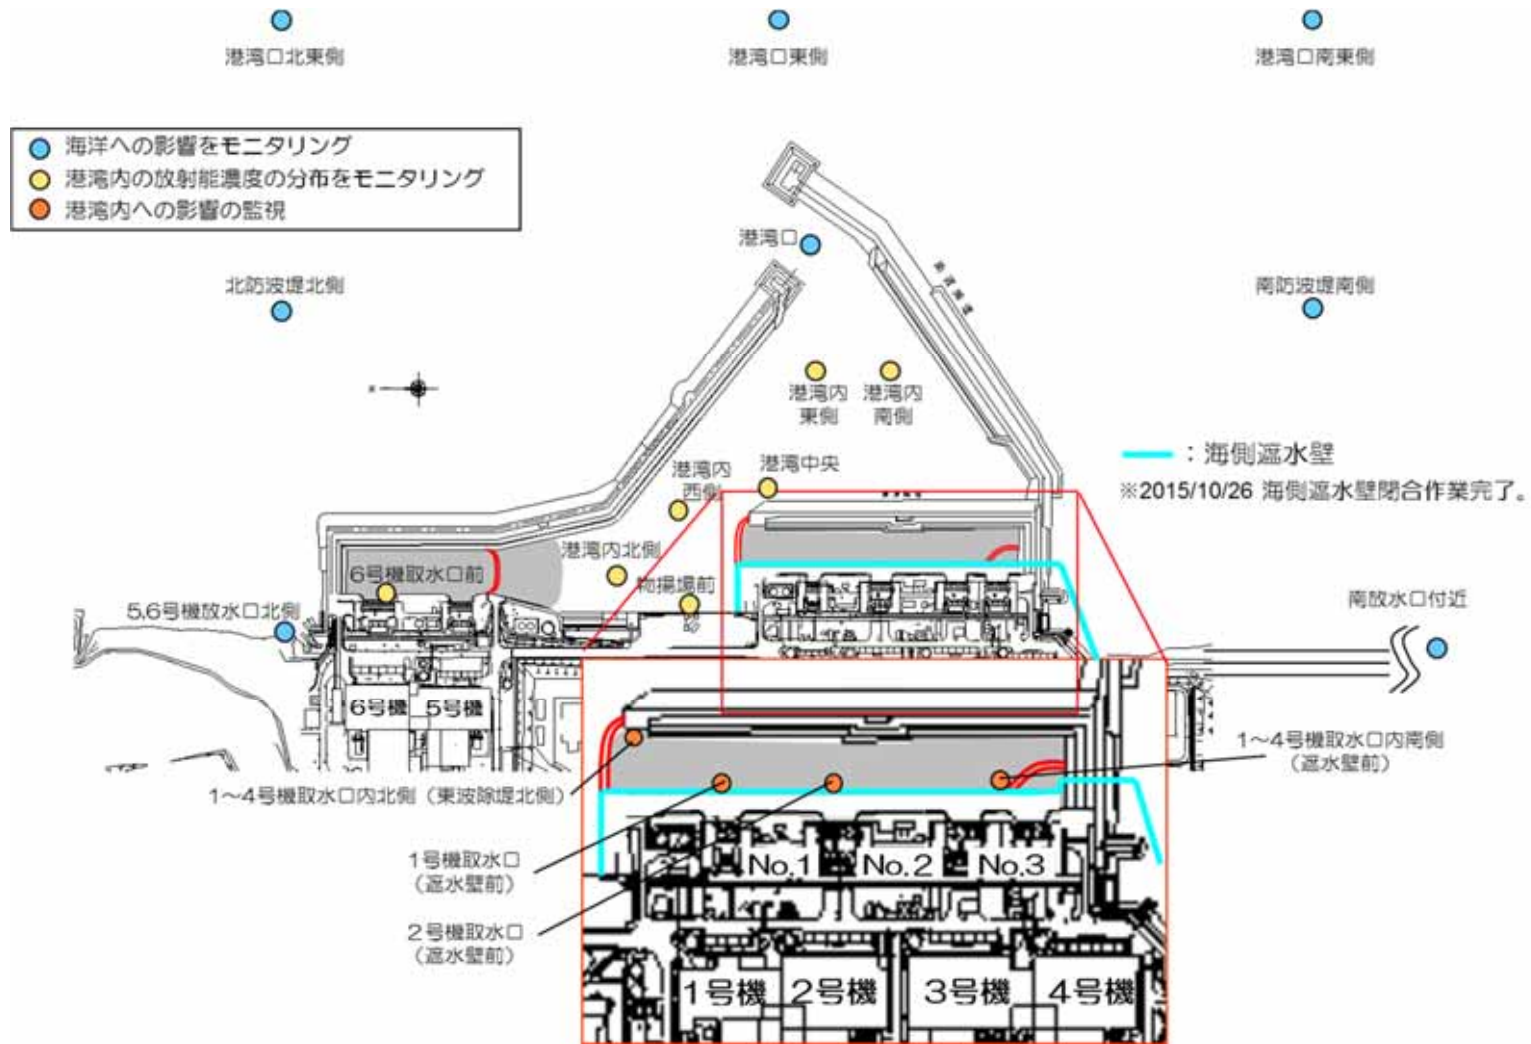 港湾口北東側
港湾口東側
港湾口南東側
海洋への影響をモニタリング
港湾内の放射能濃度の分布をモニタリング
港湾内への影響の監視
港湾口
北防波堤北側
南防波堤南側
港湾内
東側
港湾内
南側
港湾内
西側
港湾中央
：海側遮水壁
※2015/10/26 海側遮水壁閉合作業完了。
港湾内北側
6号機取水口前
物揚場前
5,6号機放水口北側
南放水口付近
6号機
5号機
1～4号機取水口内南側
（遮水壁前）
1～4号機取水口内北側（東波除堤北側）
1号機取水口
（遮水壁前）
No.1
No.2
No.3
2号機取水口
（遮水壁前）
1号機
2号機
3号機
4号機